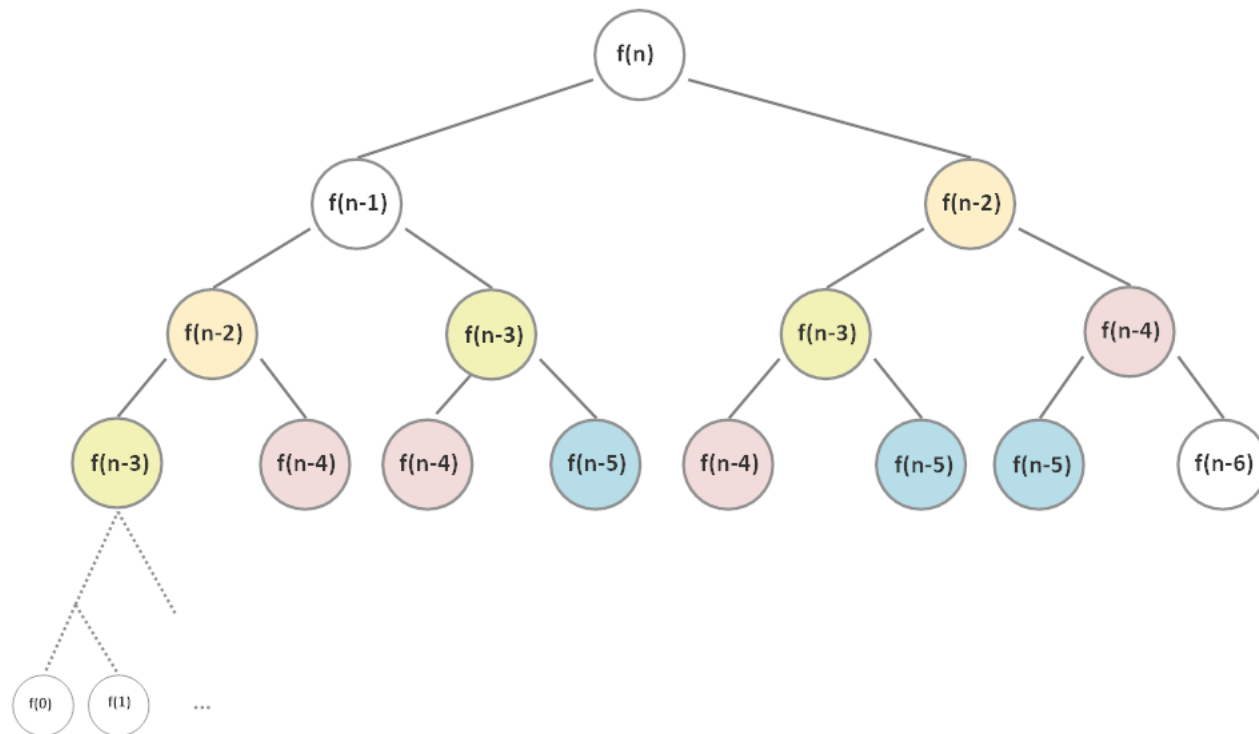 f(n)
f(n-1)
f(n-2)
f(n-2)
f(n-3)
f(n-3)
f(n-4)
f(n-3)
f(n-4)
f(n-4)
f(n-5)
f(n-4)
f(n-5)
f(n-5)
f(n-6)
f(0)
f(1)
...